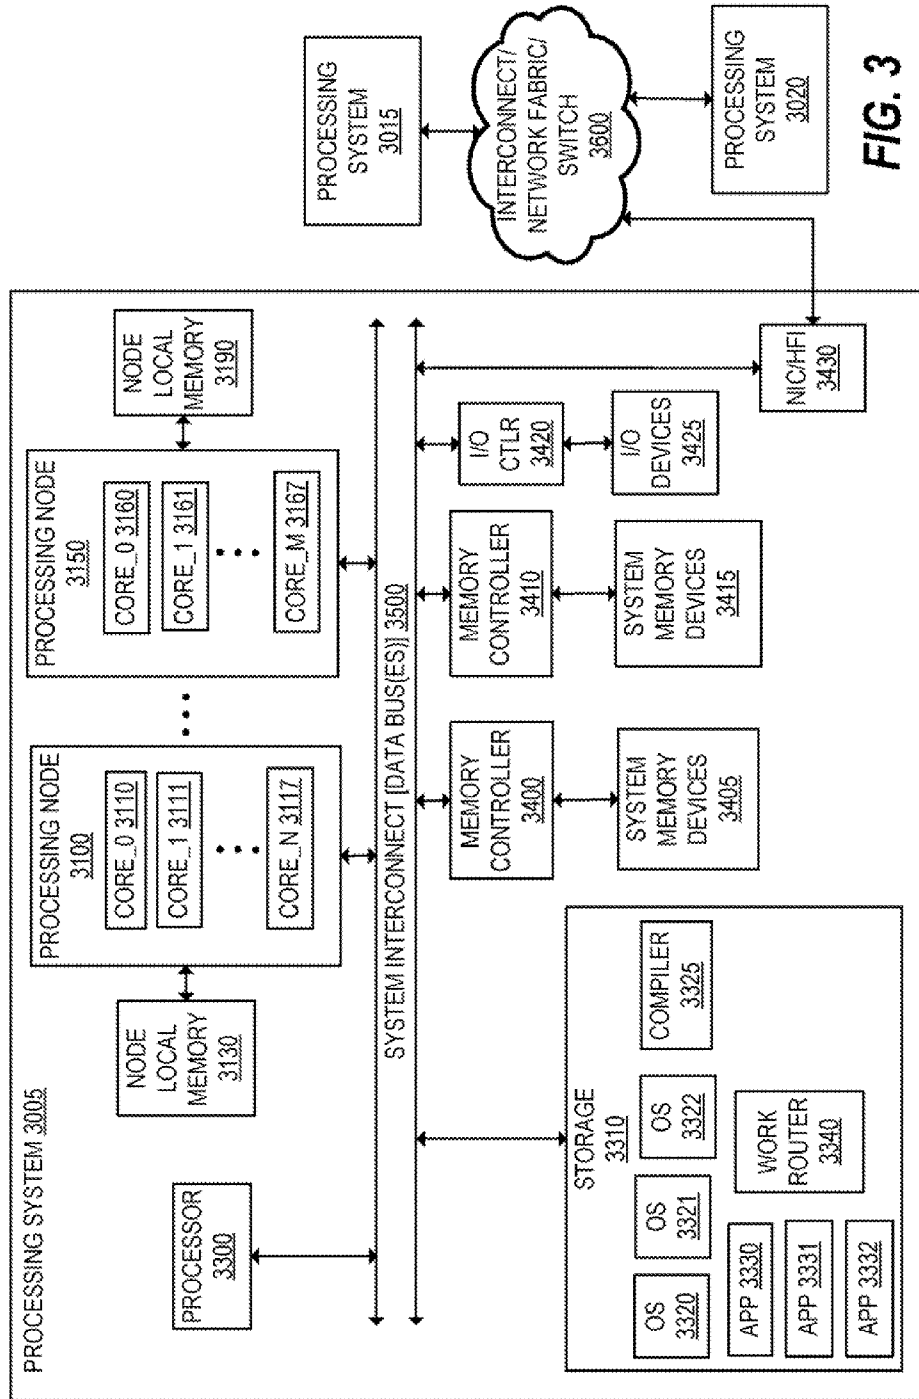 PROCESSING SYSTEM 3005
PROCESSOR
3300
NODE
LOCAL
MEMORY
3130
PROCESSING NODE
3100
CORE_0 3110
CORE_1 3111
CORE_N 3117
PROCESSING NODE
3150
CORE_0 3160
CORE_1 3161
CORE_M 3167
NODE
LOCAL
MEMORY
3190
SYSTEM INTERCONNECT [DATA BUS(ES)] 3500
STORAGE
3310
OS
3320
OS
3321
OS
3322
COMPILER
3325
APP 3330
APP 3331
APP 3332
WORK
ROUTER
3340
MEMORY
CONTROLLER
3400
SYSTEM
MEMORY
DEVICES
3405
MEMORY
CONTROLLER
3410
SYSTEM
MEMORY
DEVICES
3415
I/O
CTLR
3420
I/O
DEVICES
3425
NIC/HFI
3430
PROCESSING
SYSTEM
3015
INTERCONNECT/
NETWORK FABRIC/
SWITCH
3600
PROCESSING
SYSTEM
3020
FIG. 3